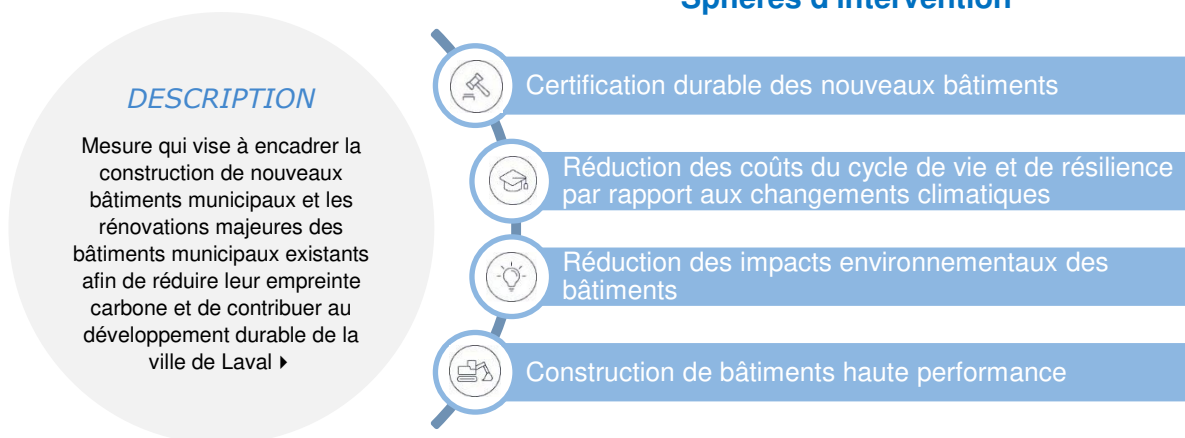 Sphères d'intervention
DESCRIPTION
Mesure qui vise à encadrer la
construction de nouveaux
bâtiments municipaux et les
rénovations majeures des
bâtiments municipaux existants
afin de réduire leur empreinte
carbone et de contribuer au
développement durable de la
ville de Laval
Certification durable des nouveaux bâtiments
Réduction des coûts du cycle de vie et de résilience
par rapport aux changements climatiques
Réduction des impacts environnementaux des
bâtiments
Construction de bâtiments haute performance